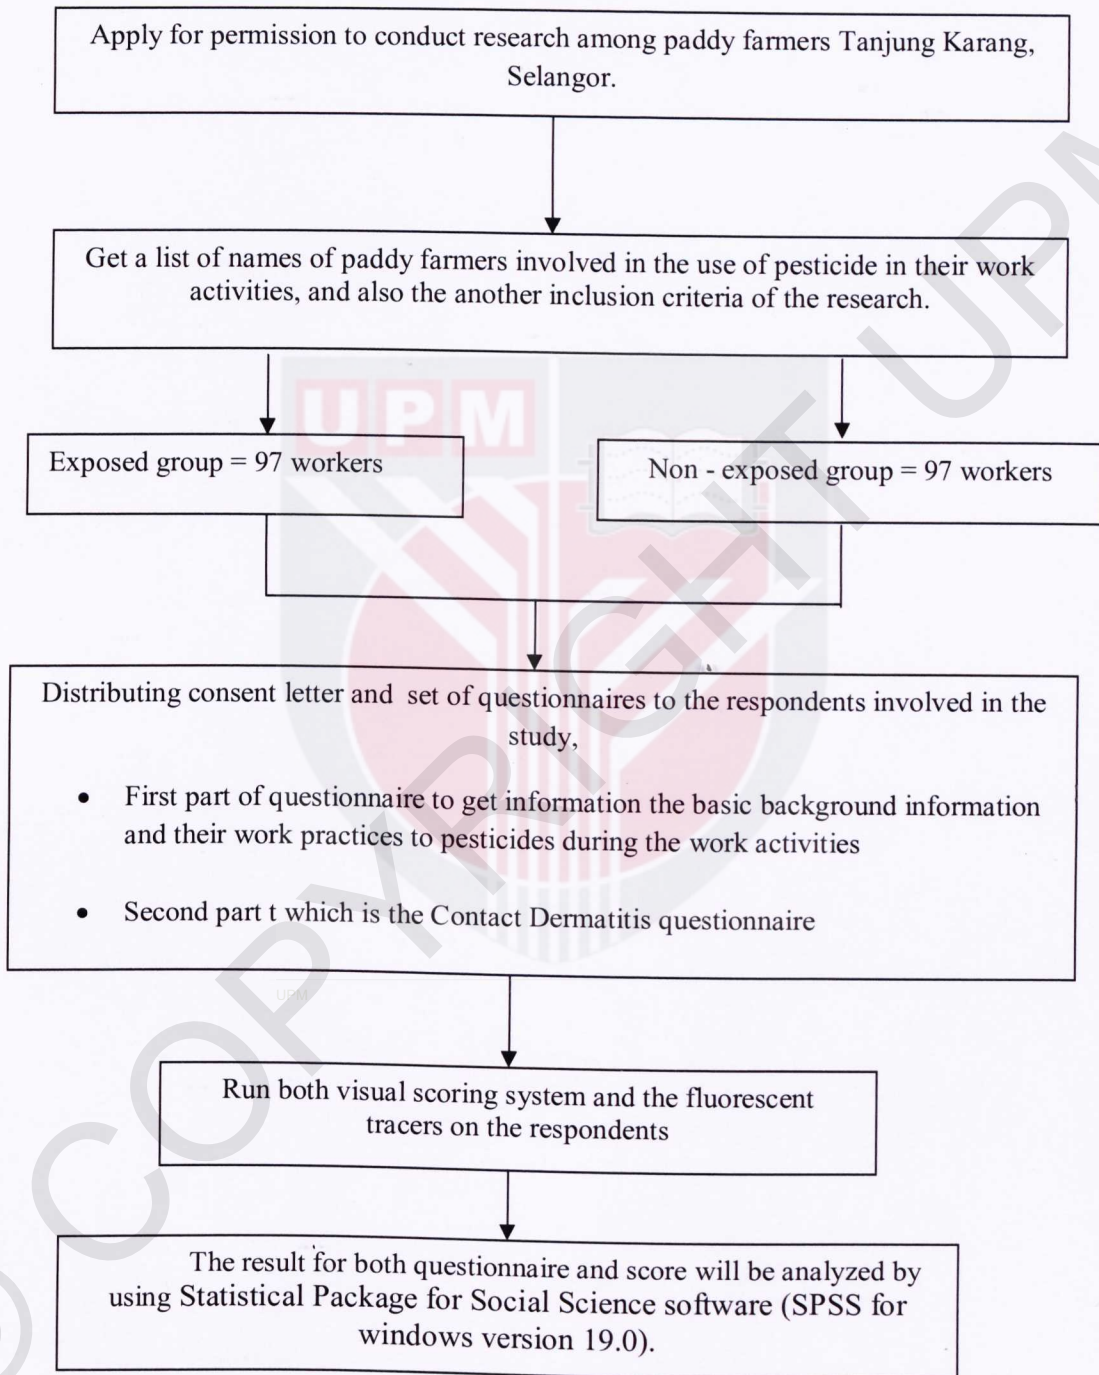 Apply for permission to conduct research among paddy farmers Tanjung Karang,
Selangor.
Get a list of names of paddy farmers involved in the use of pesticide in their work
activities, and also the another inclusion criteria of the research.
UPM
Exposed group = 97 workers
Non - exposed group = 97 workers
Distributing consent letter and set of questionnaires to the respondents involved in the
study,
• First part of questionnaire to get information the basic background information
and their work practices to pesticides during the work activities
• Second part t which is the Contact Dermatitis questionnaire
UPM
Run both visual scoring system and the fluorescent
tracers on the respondents
The result for both questionnaire and score will be analyzed by
using Statistical Package for Social Science software (SPSS for
windows version 19.0).
© COPYRIGHT UPM